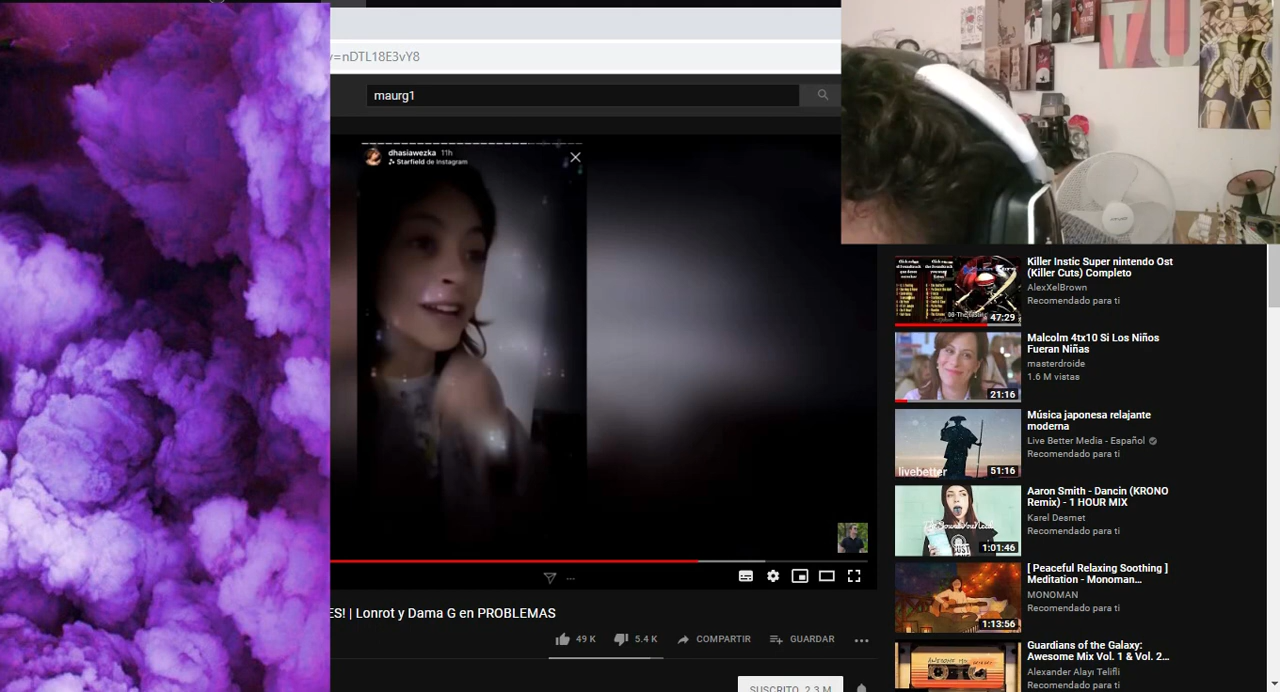 v=nDTL18E3vY8
maurg1
dhasiawezka 11h
Starfield de Instagram
ES! | Lonrot y Dama G en PROBLEMAS
49 K
5.4 K
COMPARTIR
GUARDAR
SUSCRITO 2.3 M
TU
47:29
Killer Instic Super nintendo Ost
(Killer Cuts) Completo
AlexXelBrown
Recomendado para ti
21:16
Malcolm 4tx10 Si Los Niños
Fueran Niñas
masterdroide
1.6 M vistas
livebetter
51:16
Música japonesa relajante
moderna
Live Better Media - Español
Recomendado para ti
1:01:46
Aaron Smith - Dancin (KRONO
Remix) - 1 HOUR MIX
Karel Desmet
Recomendado para ti
1:13:56
[ Peaceful Relaxing Soothing ]
Meditation - Monoman...
MONOMAN
Recomendado para ti
Guardians of the Galaxy:
Awesome Mix Vol. 1 & Vol. 2...
Alexander Alayı Telifli
Recomendado para ti